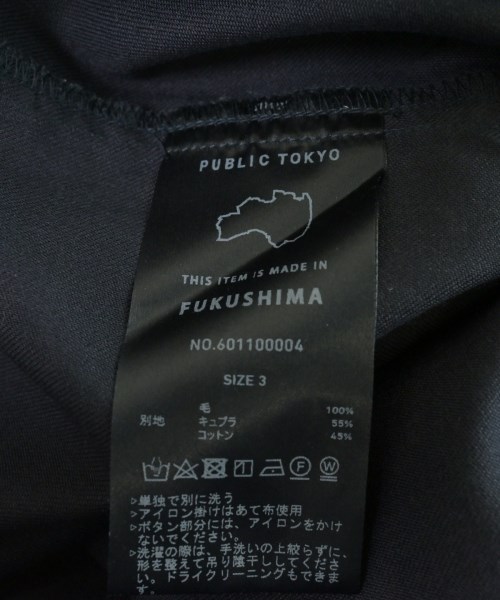 PUBLIC TOKYO
THIS ITEM IS MADE IN
FUKUSHIMA
NO.601100004
SIZE 3
毛 100%
別地 キュプラ 55%
コットン 45%
▷単独で別に洗う
▷アイロン掛けはあて布使用
▷ボタン部分には、アイロンをかけ
ないでください。
▷洗濯の際は、手洗いの上絞らずに、
形を整えて吊り陰干ししてくださ
い。ドライクリーニングもできま
す。